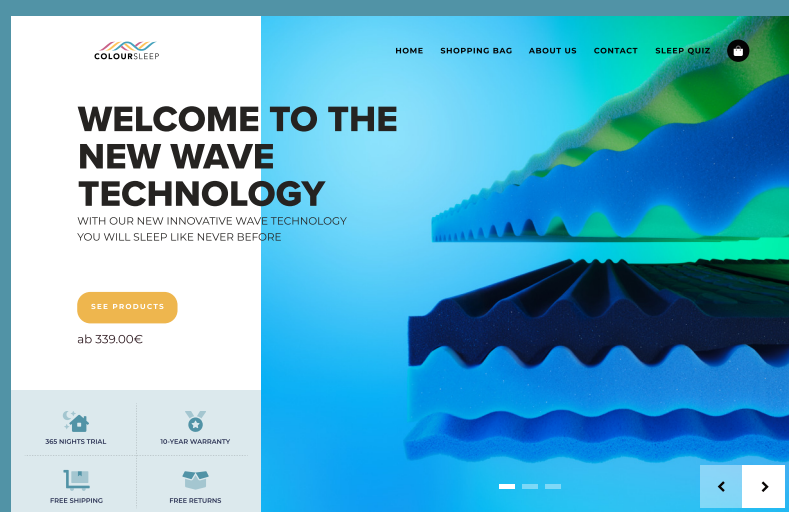 COLOURSLEEP
HOME SHOPPING BAG ABOUT US CONTACT SLEEP QUIZ
WELCOME TO THE
NEW WAVE
TECHNOLOGY
WITH OUR NEW INNOVATIVE WAVE TECHNOLOGY
YOU WILL SLEEP LIKE NEVER BEFORE
SEE PRODUCTS
ab 339.00€
365 NIGHTS TRIAL
10-YEAR WARRANTY
FREE SHIPPING
FREE RETURNS